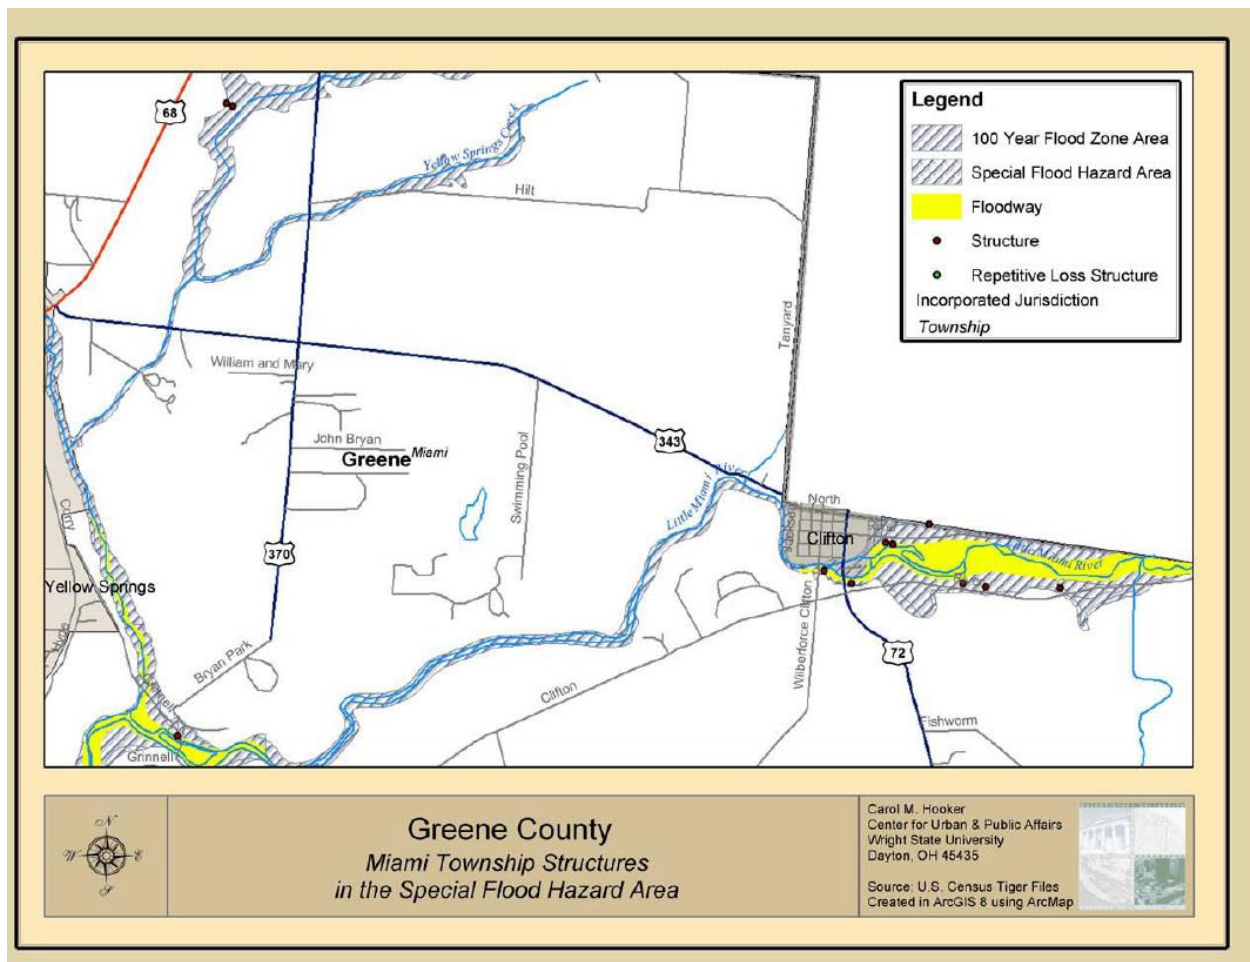 68
Yellow Springs Creek
Hilt
Tanyard
William and Mary
John Bryan
Greene
Miami
Swimming Pool
343
Little Miami River
North
Jackson
Clifton
Little Miami River
370
Corry
Yellow Springs
Hyde
Bryan Park
Grinnell
Grinnell
Clifton
Wilberforce Clifton
72
Fishworm
Legend
100 Year Flood Zone Area
Special Flood Hazard Area
Floodway
Structure
Repetitive Loss Structure
Incorporated Jurisdiction
Township
N
W
E
S
Greene County
Miami Township Structures
in the Special Flood Hazard Area
Carol M. Hooker
Center for Urban & Public Affairs
Wright State University
Dayton, OH 45435
Source: U.S. Census Tiger Files
Created in ArcGIS 8 using ArcMap